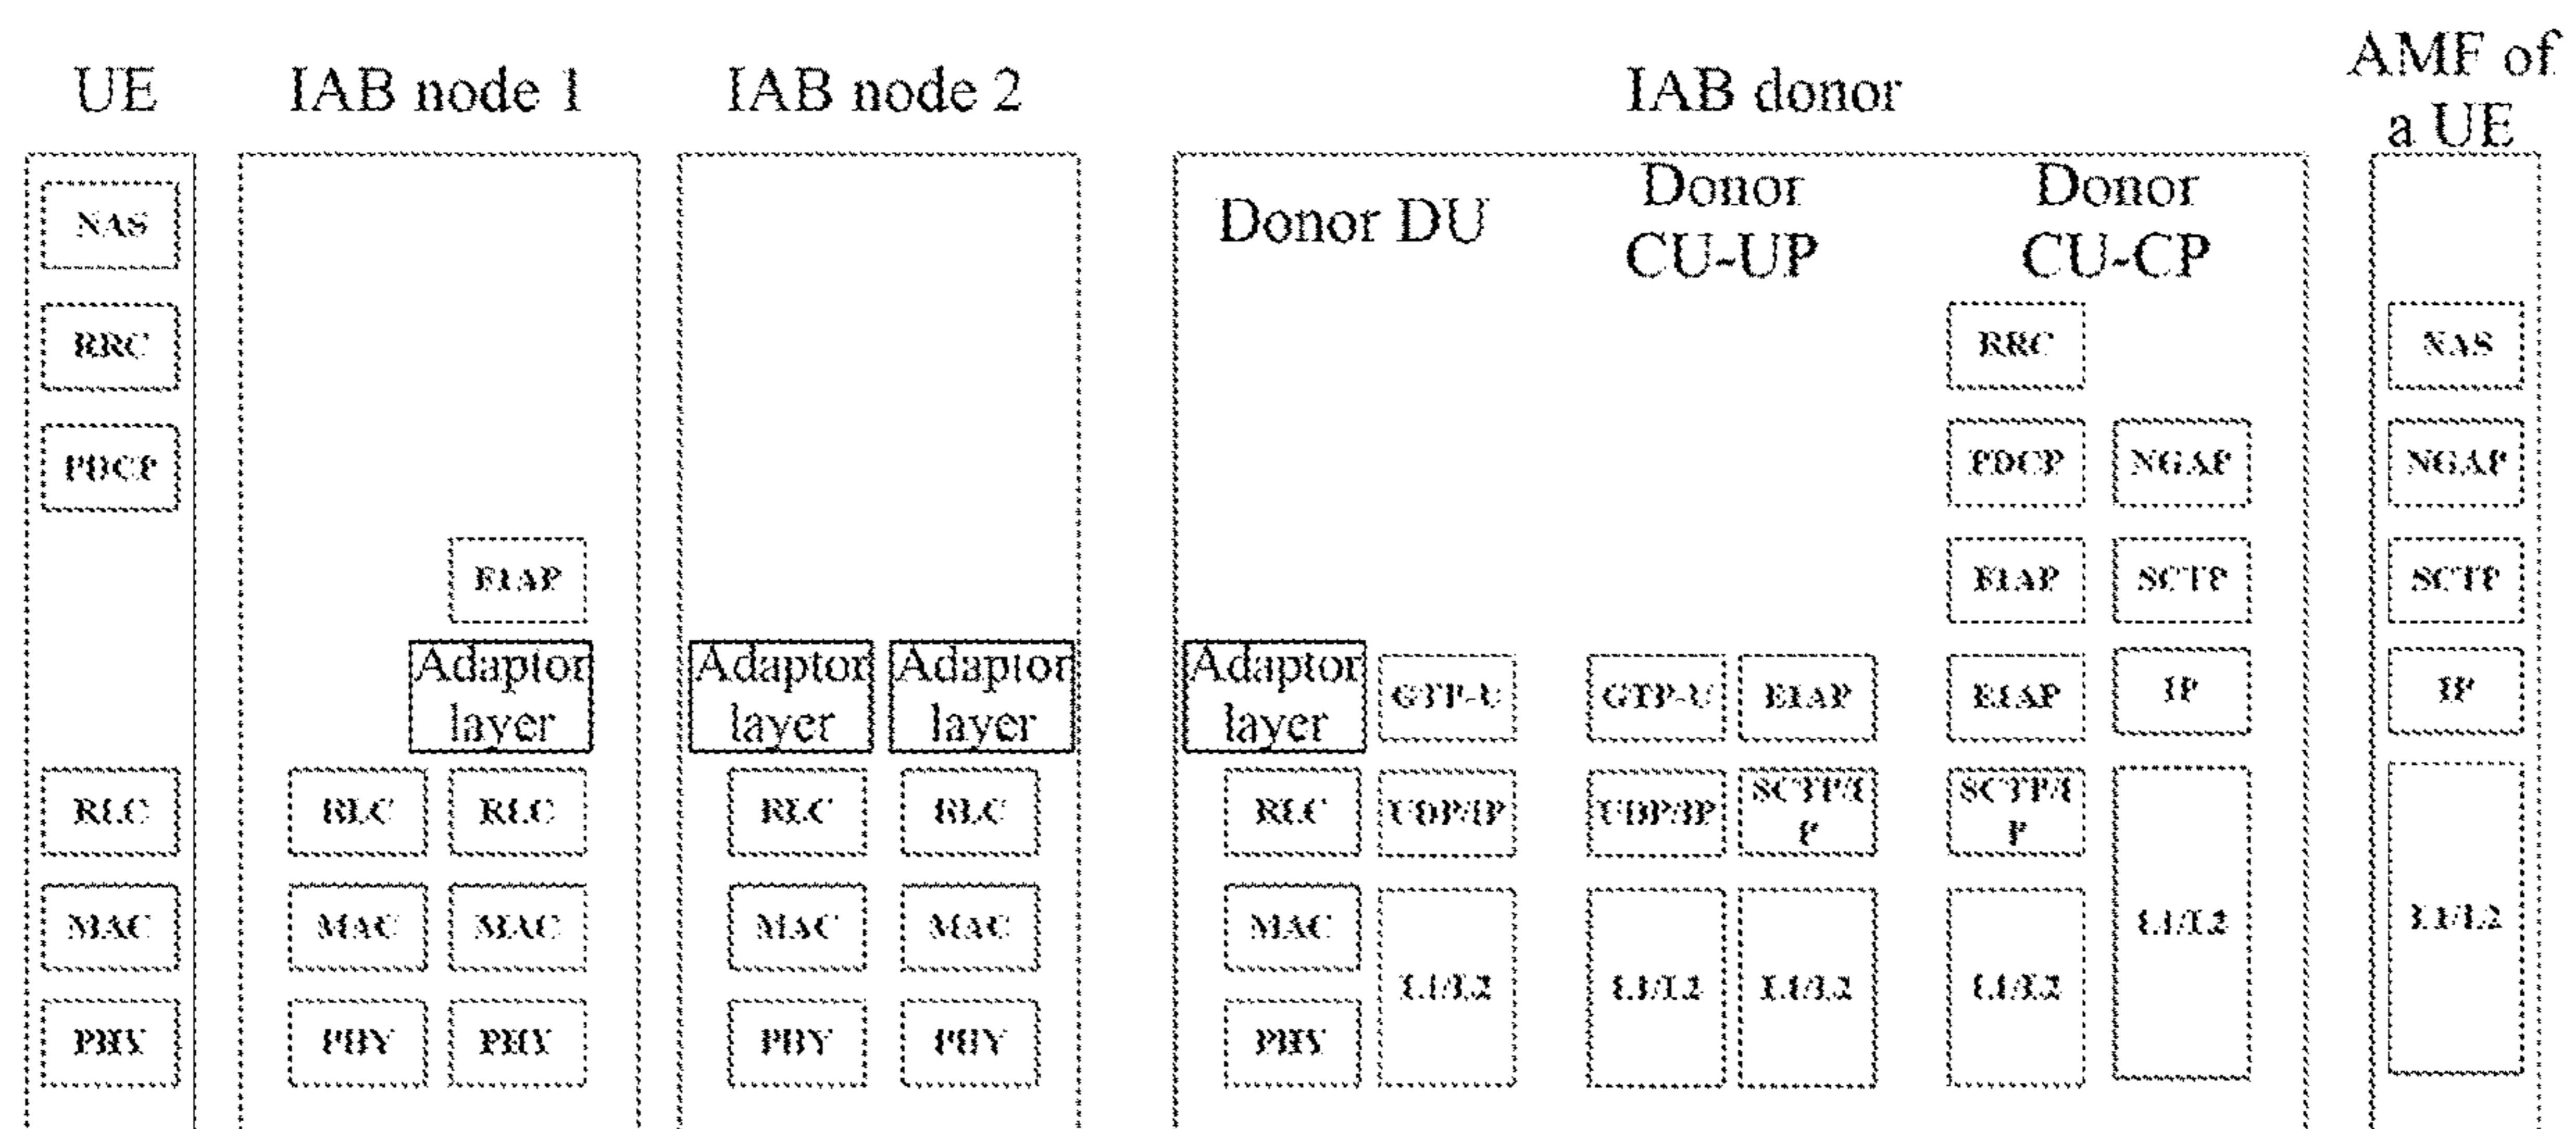 UE
IAB node 1
IAB node 2
IAB donor
AMF of
a UE
Donor DU
Donor
CU-UP
Donor
CU-CP
NAS
RRC
RRC
NAS
PDCP
PDCP
NGAP
NGAP
F1AP
F1AP
SCTP
SCTP
Adaptor
layer
Adaptor
layer
Adaptor
layer
Adaptor
layer
GTP-U
GTP-U
E1AP
E1AP
IP
IP
RLC
RLC
RLC
RLC
RLC
RLC
UDP/IP
UDP/IP
SCTP/I
P
SCTP/I
P
MAC
MAC
MAC
MAC
MAC
MAC
L1/L2
L1/L2
L1/L2
L1/L2
L1/L2
L1/L2
PHY
PHY
PHY
PHY
PHY
PHY